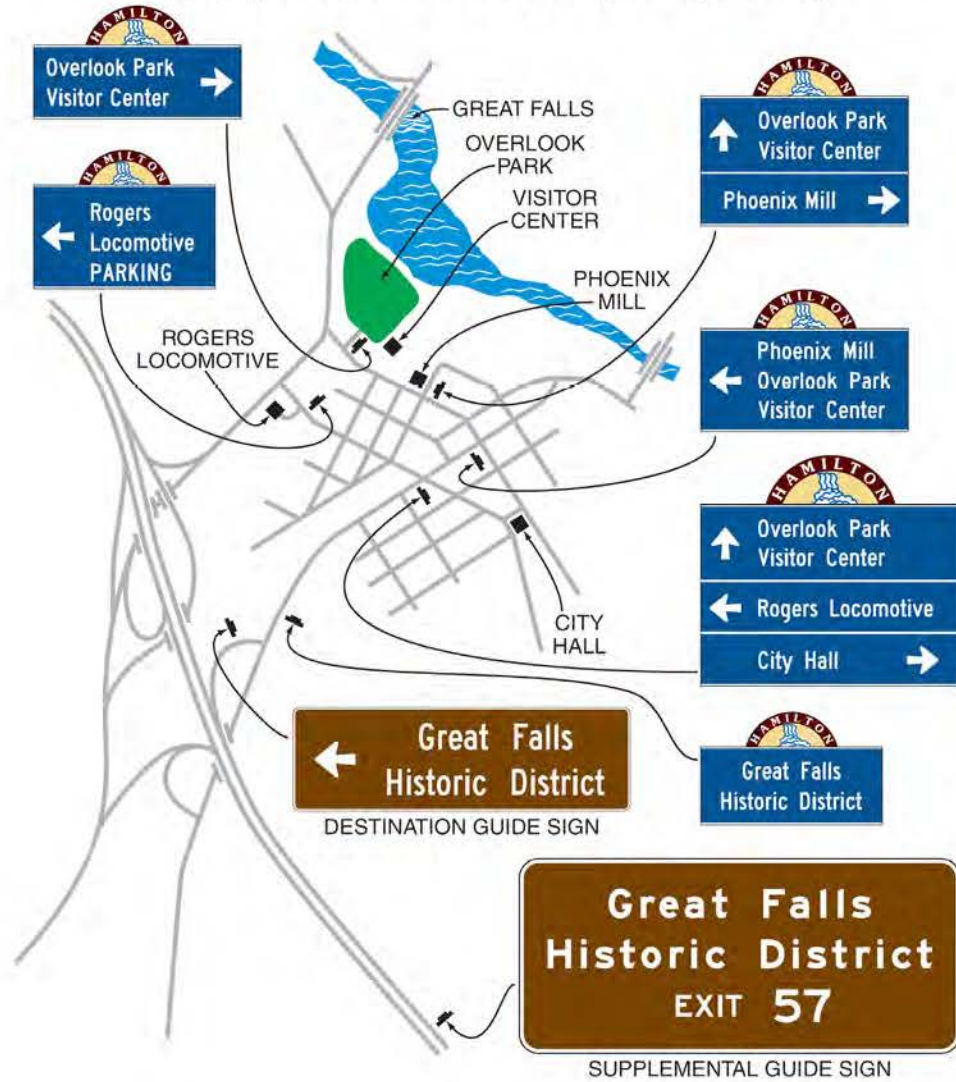 HAMILTON
Overlook Park
Visitor Center
HAMILTON
Rogers
Locomotive
PARKING
GREAT FALLS
OVERLOOK
PARK
VISITOR
CENTER
PHOENIX
MILL
ROGERS
LOCOMOTIVE
CITY
HALL
HAMILTON
Overlook Park
Visitor Center
Phoenix Mill
HAMILTON
Phoenix Mill
Overlook Park
Visitor Center
HAMILTON
Overlook Park
Visitor Center
Rogers Locomotive
City Hall
HAMILTON
Great Falls
Historic District
Great Falls
Historic District
DESTINATION GUIDE SIGN
Great Falls
Historic District
EXIT 57
SUPPLEMENTAL GUIDE SIGN